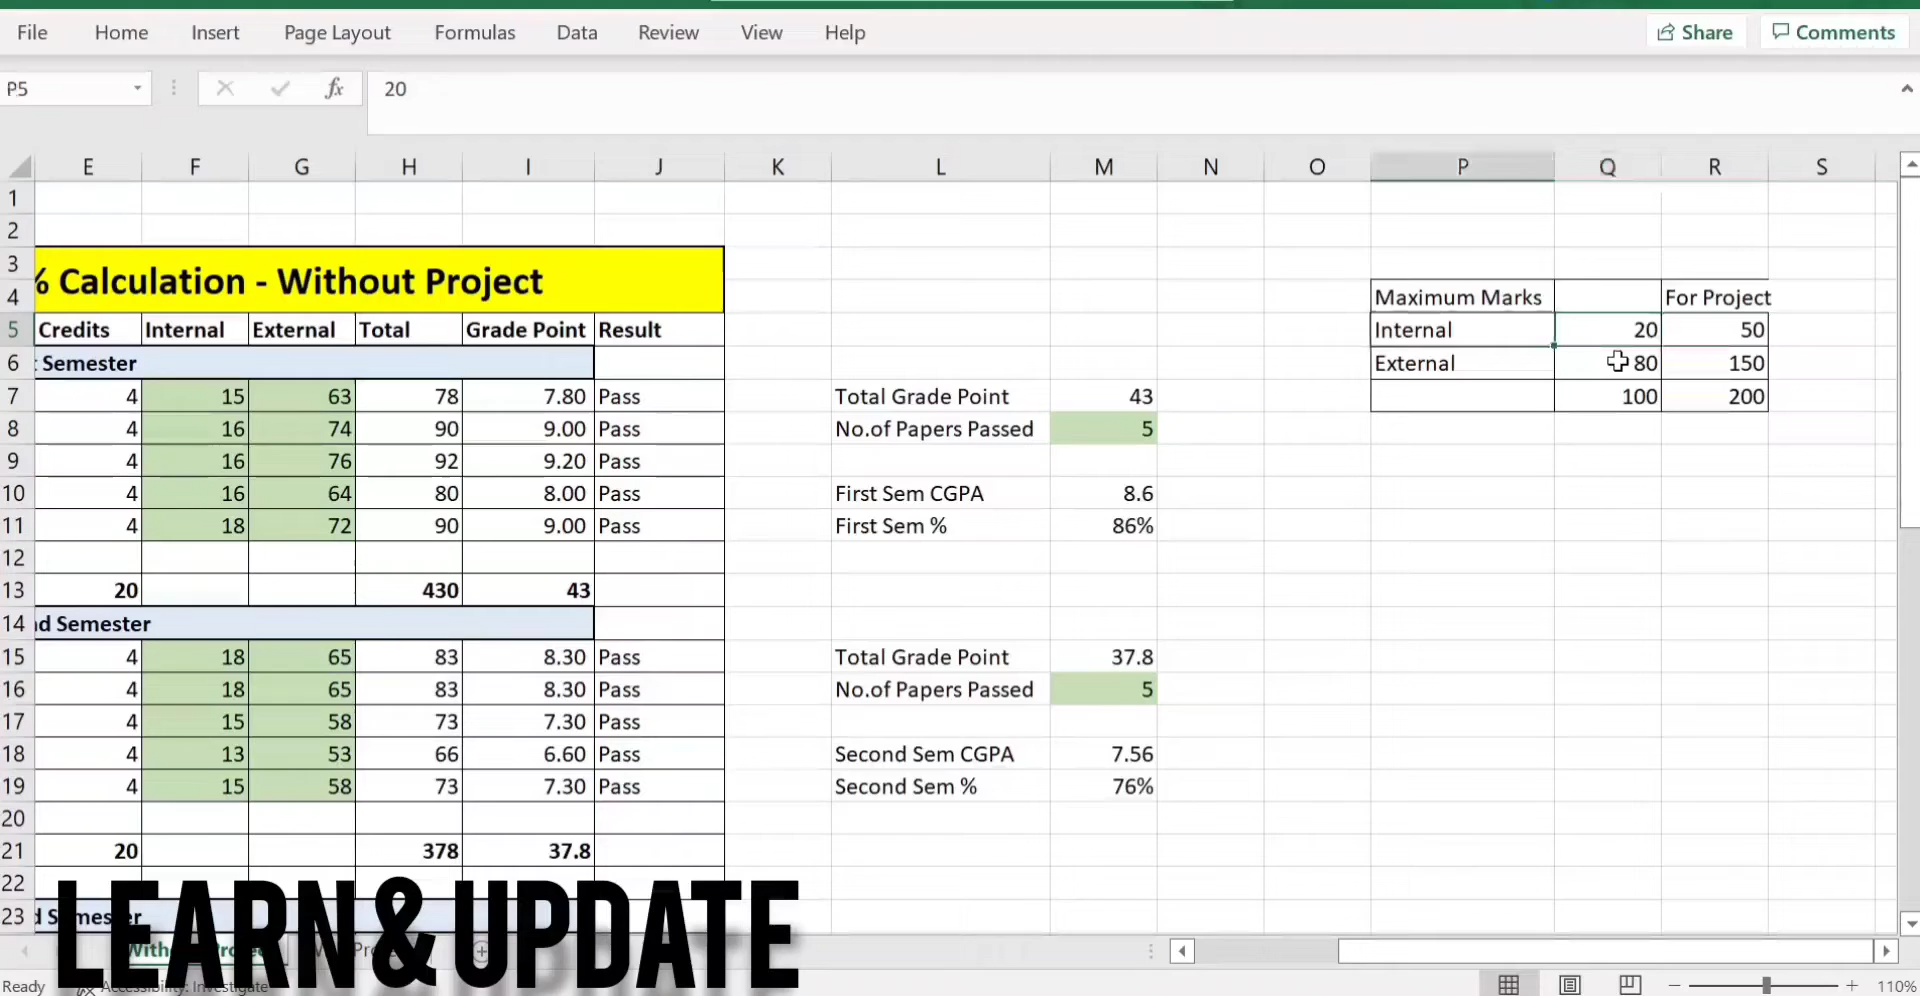 File Home Insert Page Layout Formulas Data Review View Help Share Comments
P5 fx 20
E F G H I J K L M N O P Q R S
1
2
3
% Calculation - Without Project
4 Maximum Marks For Project
5 Credits Internal External Total Grade Point Result Internal 20 50
6 Semester External 80 150
7 4 15 63 78 7.80 Pass Total Grade Point 43 100 200
8 4 16 74 90 9.00 Pass No.of Papers Passed 5
9 4 16 76 92 9.20 Pass
10 4 16 64 80 8.00 Pass First Sem CGPA 8.6
11 4 18 72 90 9.00 Pass First Sem % 86%
12
13 20 430 43
14 Semester
15 4 18 65 83 8.30 Pass Total Grade Point 37.8
16 4 18 65 83 8.30 Pass No.of Papers Passed 5
17 4 15 58 73 7.30 Pass
18 4 13 53 66 6.60 Pass Second Sem CGPA 7.56
19 4 15 58 73 7.30 Pass Second Sem % 76%
20
21 20 378 37.8
22
23
LEARN & UPDATE
Ready Accessibility: Investigate 110%